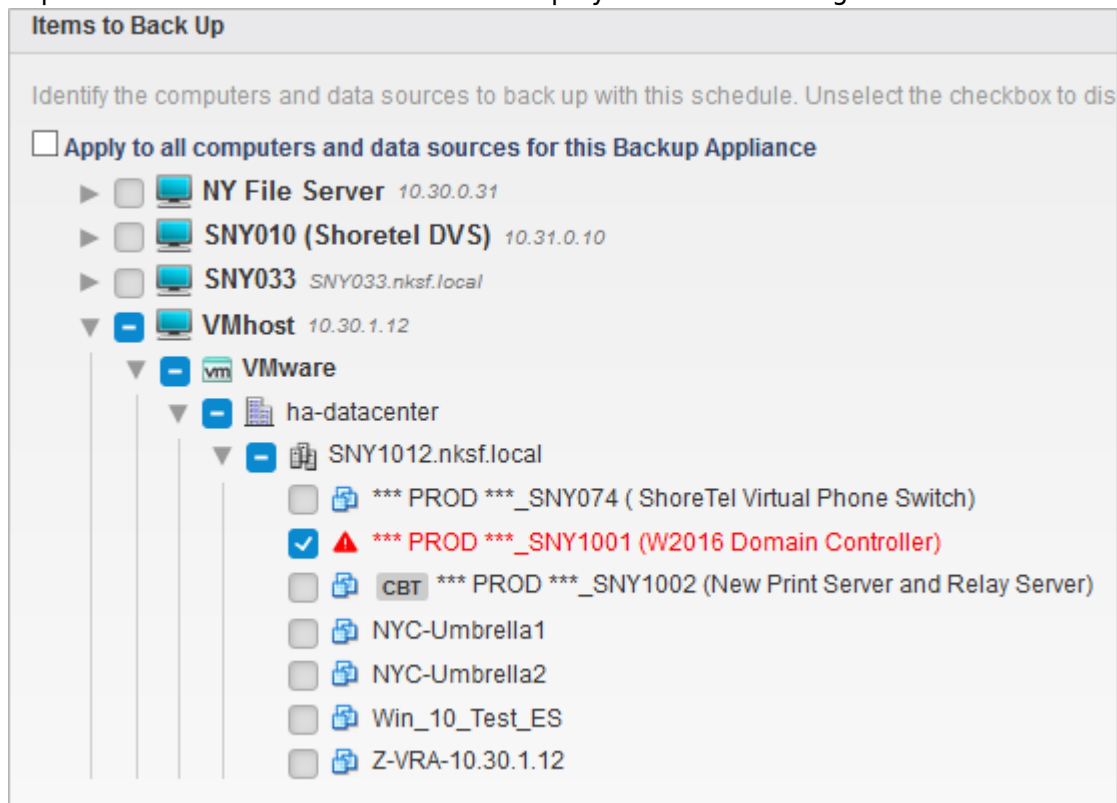 Items to Back Up
Identify the computers and data sources to back up with this schedule. Unselect the checkbox to dis
Apply to all computers and data sources for this Backup Appliance
NY File Server 10.30.0.31
SNY010 (Shoretel DVS) 10.31.0.10
SNY033 SNY033.nksf.local
VMhost 10.30.1.12
vm VMware
ha-datacenter
SNY1012.nksf.local
*** PROD ***_SNY074 ( ShoreTel Virtual Phone Switch)
*** PROD ***_SNY1001 (W2016 Domain Controller)
CBT *** PROD ***_SNY1002 (New Print Server and Relay Server)
NYC-Umbrella1
NYC-Umbrella2
Win_10_Test_ES
Z-VRA-10.30.1.12